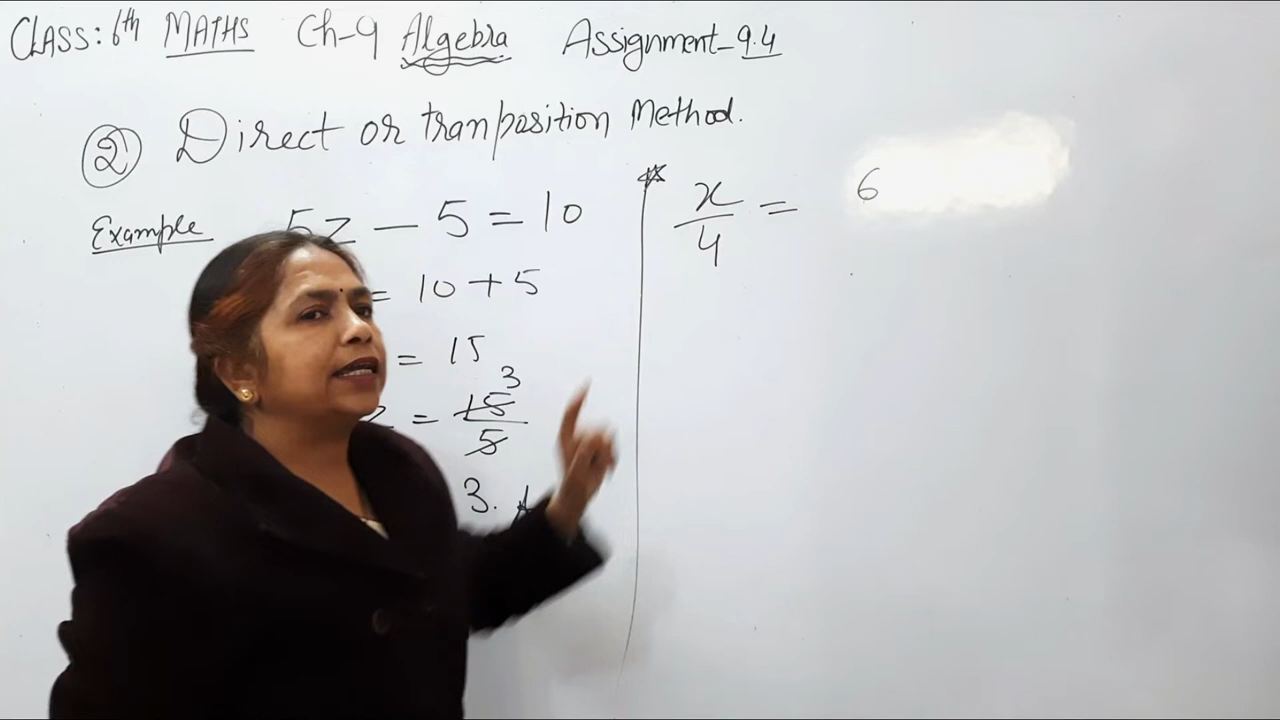 CLASS: 6th MATHS Ch-9 Algebra Assignment-9.4
② Direct or tranposition Method.
Example 5z - 5 = 10
= 10 + 5
= 15
z = 15/5 3
3.
x/4 = 6